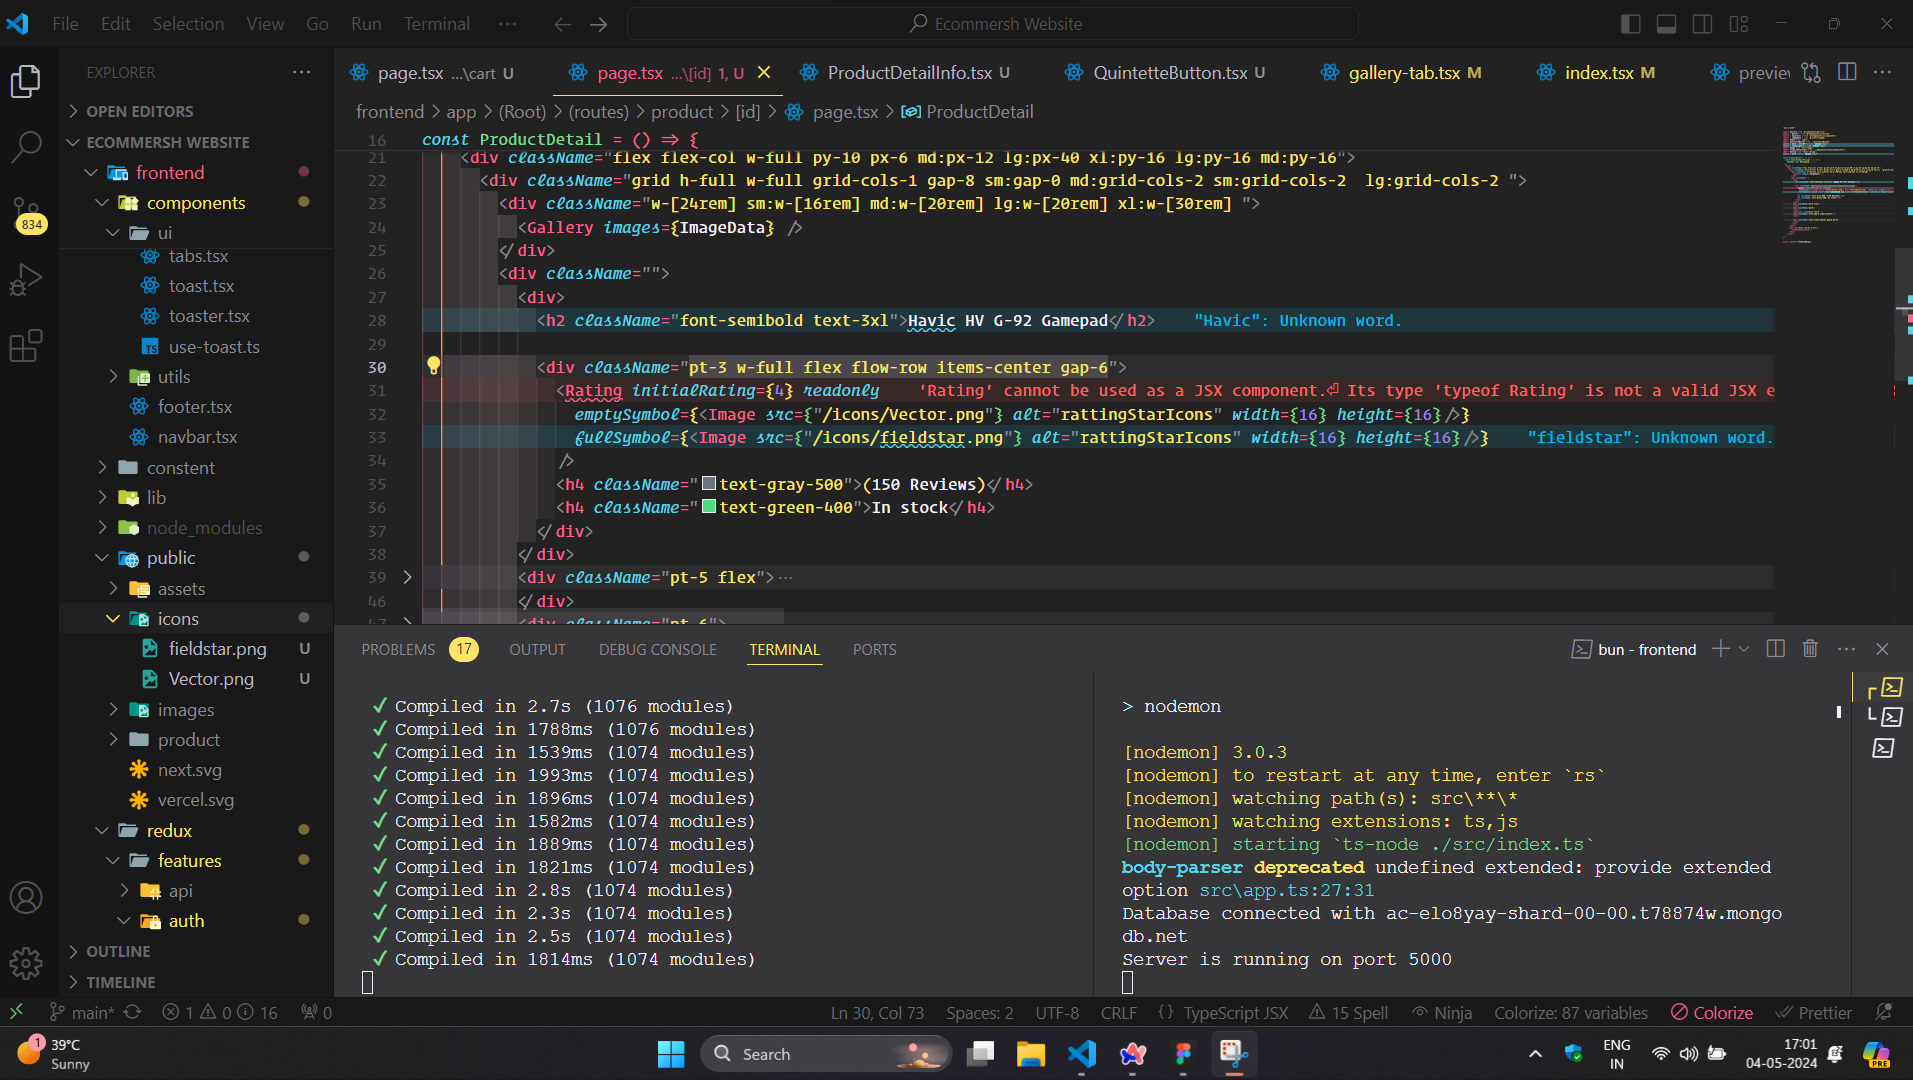 File Edit Selection View Go Run Terminal ··· Ecommersh Website
EXPLORER ···
page.tsx ...\cart U
page.tsx ...\[id] 1, U
ProductDetailInfo.tsx U
QuintetteButton.tsx U
gallery-tab.tsx M
index.tsx M
OPEN EDITORS
ECOMMERSH WEBSITE
frontend
components
ui
tabs.tsx
toast.tsx
toaster.tsx
TS use-toast.ts
utils
footer.tsx
navbar.tsx
constent
lib
node_modules
public
assets
icons
fieldstar.png U
Vector.png U
images
product
next.svg
vercel.svg
redux
features
api
auth
OUTLINE
TIMELINE
834
frontend > app > (Root) > (routes) > product > [id] > page.tsx > ProductDetail
16 const ProductDetail = () => {
21 <div className="flex flex-col w-full py-10 px-6 md:px-12 lg:px-40 xl:py-16 lg:py-16 md:py-16">
22 <div className="grid h-full w-full grid-cols-1 gap-8 sm:gap-0 md:grid-cols-2 sm:grid-cols-2  lg:grid-cols-2 ">
23 <div className="w-[24rem] sm:w-[16rem] md:w-[20rem] lg:w-[20rem] xl:w-[30rem] ">
24 <Gallery images={ImageData} />
25 </div>
26 <div className="">
27 <div>
28 <h2 className="font-semibold text-3xl">Havic HV G-92 Gamepad</h2> "Havic": Unknown word.
29
30 <div className="pt-3 w-full flex flow-row items-center gap-6">
31 <Rating initialRating={4} readonly 'Rating' cannot be used as a JSX component.⏎ Its type 'typeof Rating' is not a valid JSX e
32 emptySymbol={<Image src={"/icons/Vector.png"} alt="rattingStarIcons" width={16} height={16}/>}
33 fullSymbol={<Image src={"/icons/fieldstar.png"} alt="rattingStarIcons" width={16} height={16}/>} "fieldstar": Unknown word.
34 />
35 <h4 className="text-gray-500">(150 Reviews)</h4>
36 <h4 className="text-green-400">In stock</h4>
37 </div>
38 </div>
39 <div className="pt-5 flex">···
46 </div>
47 <div className="pt-6">
PROBLEMS 17 OUTPUT DEBUG CONSOLE TERMINAL PORTS bun - frontend
✓ Compiled in 2.7s (1076 modules)
✓ Compiled in 1788ms (1076 modules)
✓ Compiled in 1539ms (1074 modules)
✓ Compiled in 1993ms (1074 modules)
✓ Compiled in 1896ms (1074 modules)
✓ Compiled in 1582ms (1074 modules)
✓ Compiled in 1889ms (1074 modules)
✓ Compiled in 1821ms (1074 modules)
✓ Compiled in 2.8s (1074 modules)
✓ Compiled in 2.3s (1074 modules)
✓ Compiled in 2.5s (1074 modules)
✓ Compiled in 1814ms (1074 modules)
> nodemon
[nodemon] 3.0.3
[nodemon] to restart at any time, enter `rs`
[nodemon] watching path(s): src\**\*
[nodemon] watching extensions: ts,js
[nodemon] starting `ts-node ./src/index.ts`
body-parser deprecated undefined extended: provide extended
option src\app.ts:27:31
Database connected with ac-elo8yay-shard-00-00.t78874w.mongo
db.net
Server is running on port 5000
main* 1 0 16 0 Ln 30, Col 73 Spaces: 2 UTF-8 CRLF {} TypeScript JSX 15 Spell Ninja Colorize: 87 variables Colorize Prettier
1 39°C
Sunny
Search
PRE
ENG
IN
17:01
04-05-2024